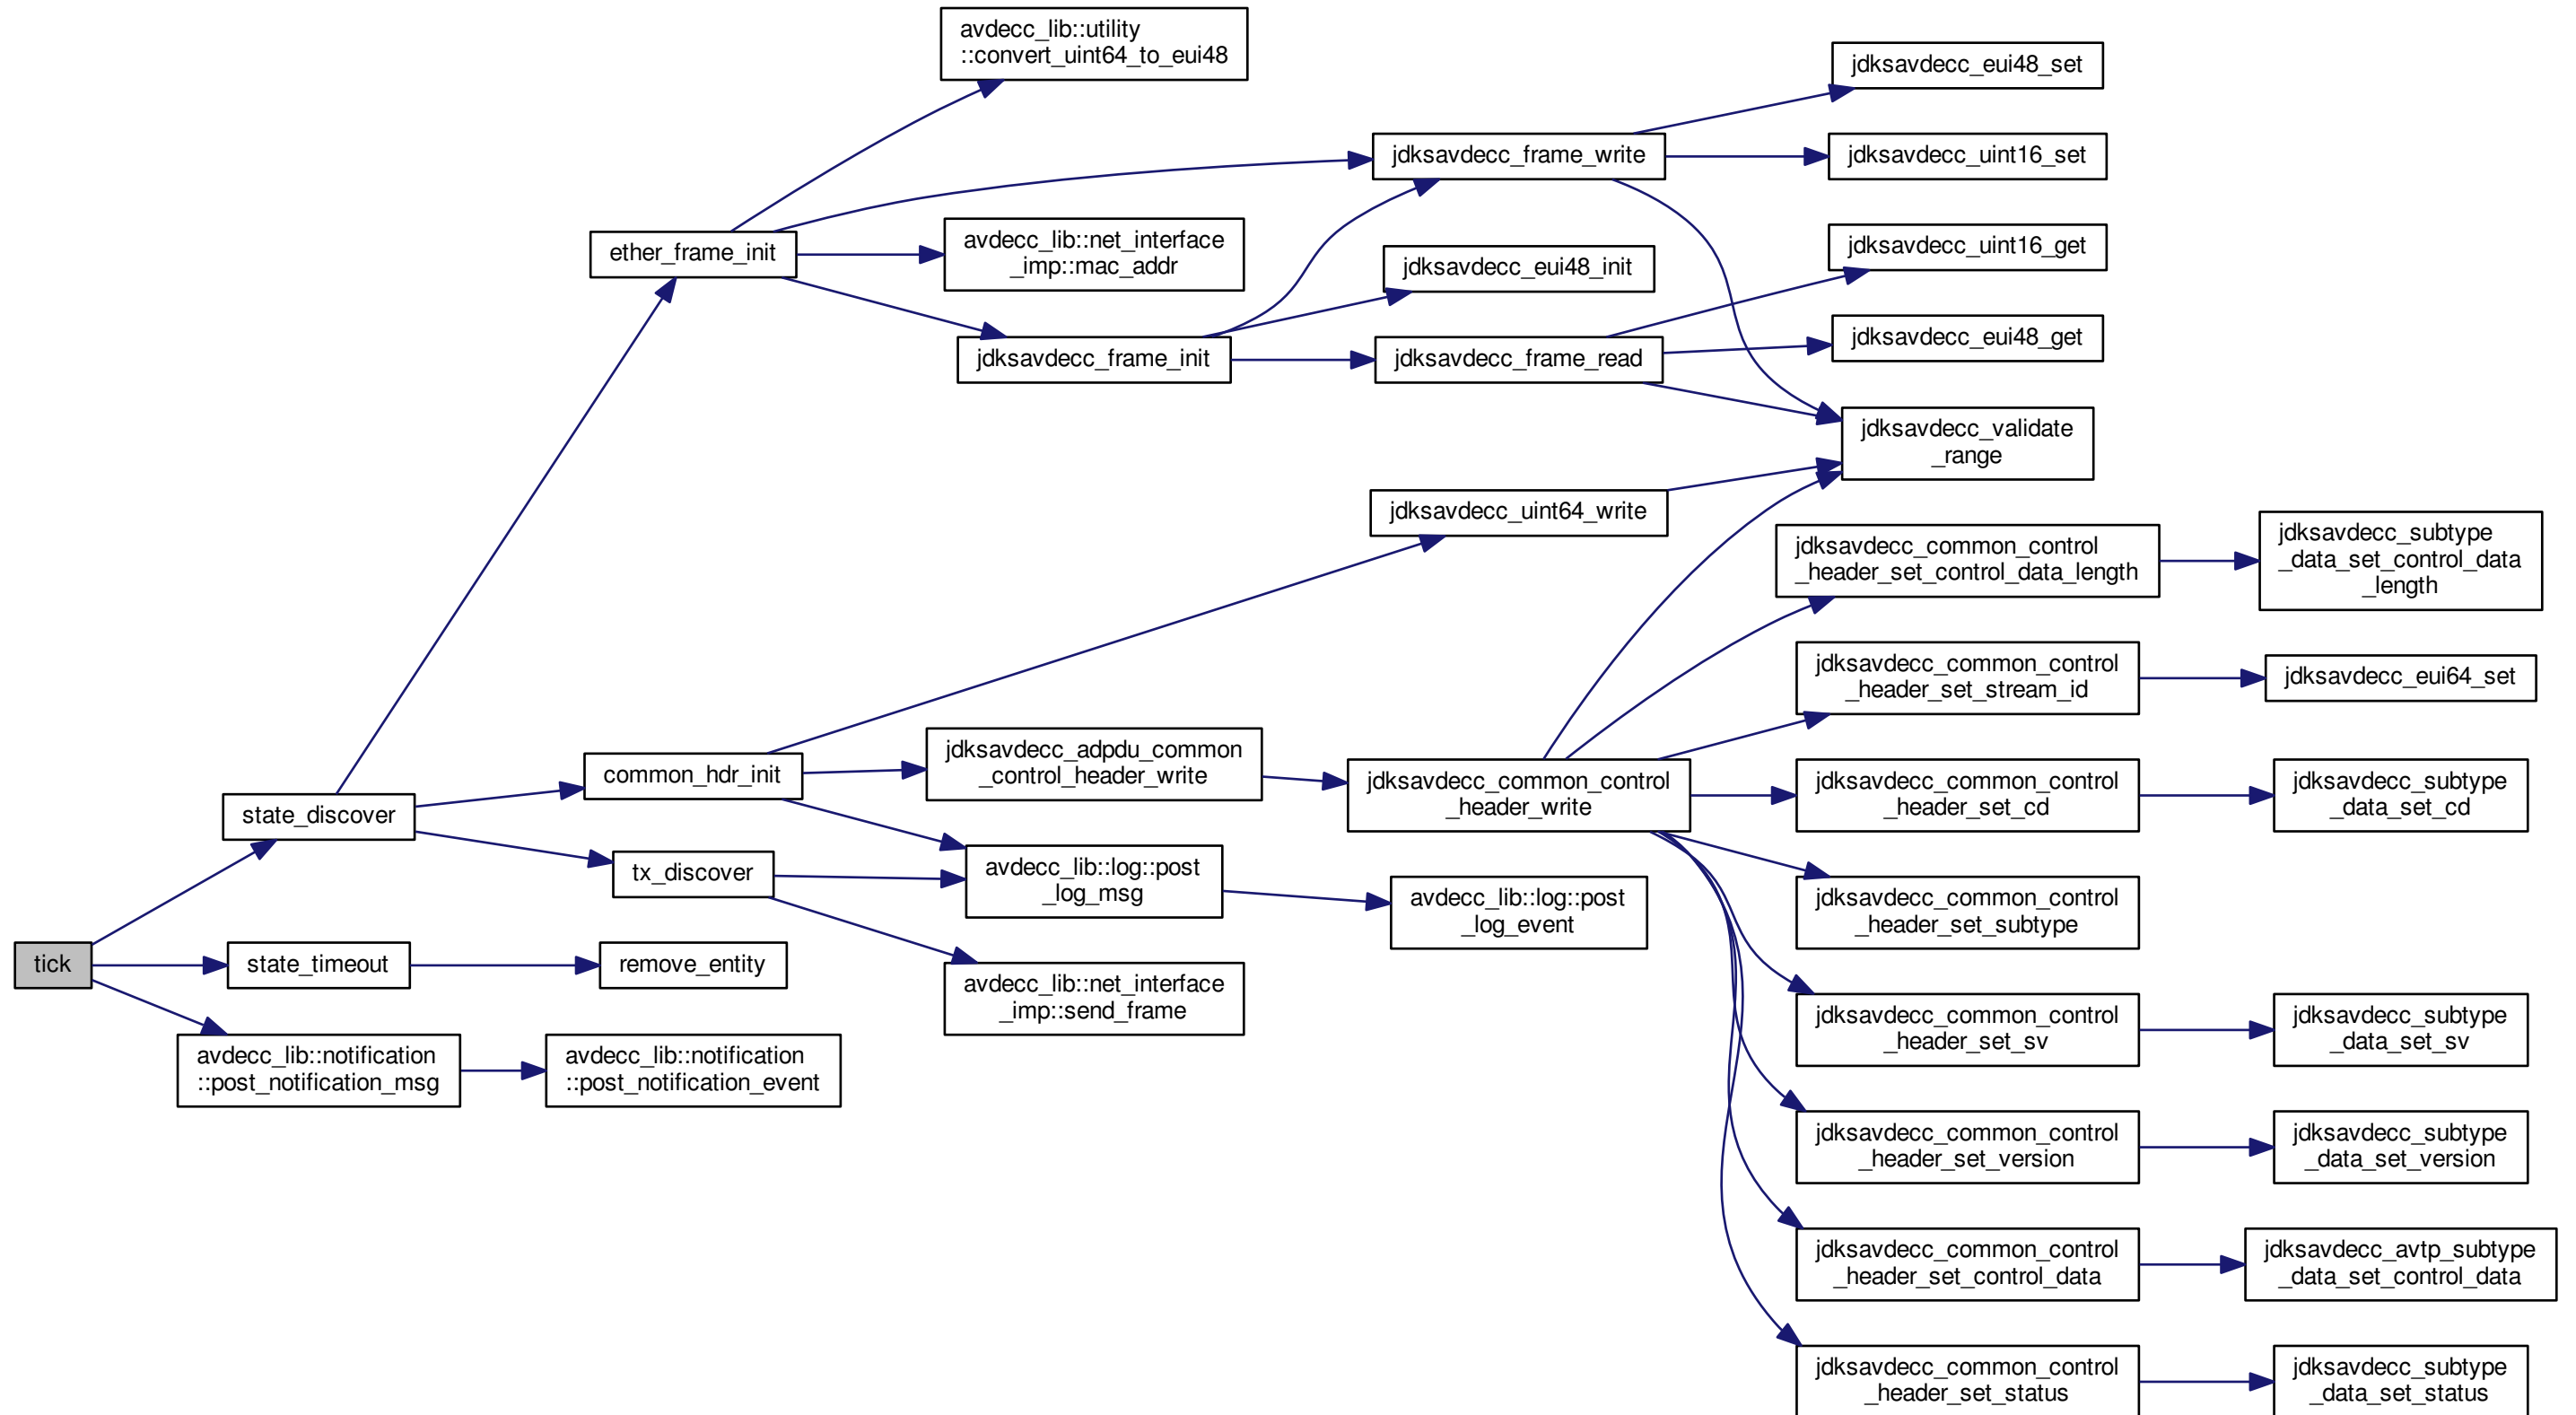 tick
state_discover
state_timeout
avdecc_lib::notification
::post_notification_msg
ether_frame_init
common_hdr_init
tx_discover
remove_entity
avdecc_lib::notification
::post_notification_event
avdecc_lib::utility
::convert_uint64_to_eui48
avdecc_lib::net_interface
_imp::mac_addr
jdksavdecc_frame_init
jdksavdecc_adpdu_common
_control_header_write
avdecc_lib::log::post
_log_msg
avdecc_lib::net_interface
_imp::send_frame
jdksavdecc_frame_write
jdksavdecc_eui48_init
jdksavdecc_frame_read
jdksavdecc_uint64_write
jdksavdecc_common_control
_header_write
avdecc_lib::log::post
_log_event
jdksavdecc_eui48_set
jdksavdecc_uint16_set
jdksavdecc_uint16_get
jdksavdecc_eui48_get
jdksavdecc_validate
_range
jdksavdecc_common_control
_header_set_control_data_length
jdksavdecc_common_control
_header_set_stream_id
jdksavdecc_common_control
_header_set_cd
jdksavdecc_common_control
_header_set_subtype
jdksavdecc_common_control
_header_set_sv
jdksavdecc_common_control
_header_set_version
jdksavdecc_common_control
_header_set_control_data
jdksavdecc_common_control
_header_set_status
jdksavdecc_subtype
_data_set_control_data
_length
jdksavdecc_eui64_set
jdksavdecc_subtype
_data_set_cd
jdksavdecc_subtype
_data_set_sv
jdksavdecc_subtype
_data_set_version
jdksavdecc_avtp_subtype
_data_set_control_data
jdksavdecc_subtype
_data_set_status